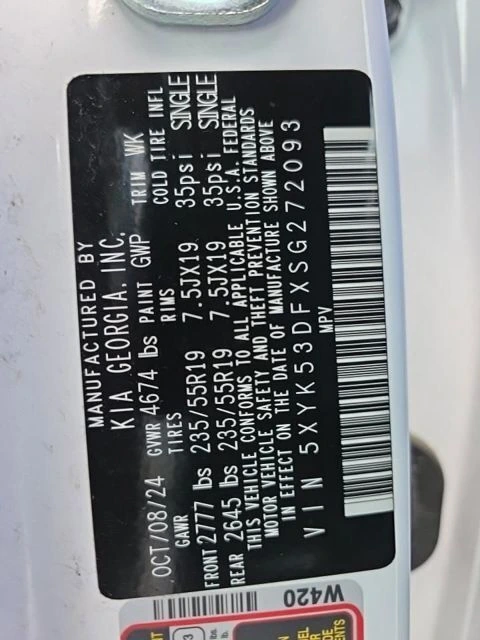 MANUFACTURED BY
KIA GEORGIA, INC.
OCT/08/24 GVWR 4674 lbs PAINT GWP TRIM WK
GAWR TIRES RIMS COLD TIRE INFL
FRONT 2777 lbs 235/55R19 7.5JX19 35psi SINGLE
REAR 2645 lbs 235/55R19 7.5JX19 35psi SINGLE
THIS VEHICLE CONFORMS TO ALL APPLICABLE U.S.A. FEDERAL
MOTOR VEHICLE SAFETY AND THEFT PREVENTION STANDARDS
IN EFFECT ON THE DATE OF MANUFACTURE SHOWN ABOVE
VIN 5XYK53DFXSG272093
MPV
W420